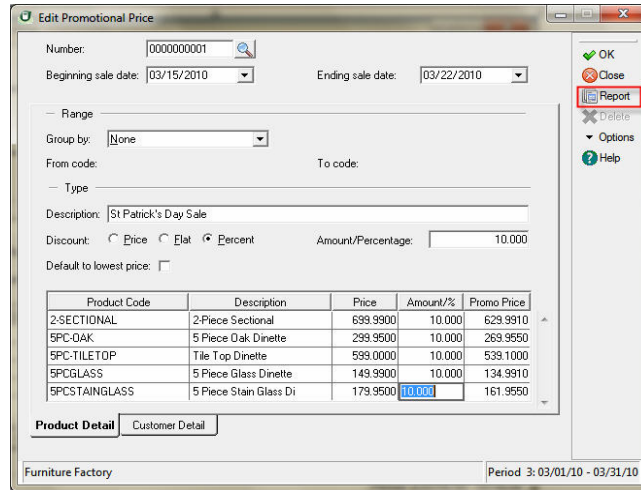 Edit Promotional Price
Number: 0000000001
Beginning sale date: 03/15/2010 Ending sale date: 03/22/2010
Range
Group by: None
From code: To code:
Type
Description: St Patrick's Day Sale
Discount: Price Flat Percent Amount/Percentage: 10.000
Default to lowest price:
Product Code Description Price Amount/% Promo Price
2-SECTIONAL 2-Piece Sectional 699.9900 10.000 629.9910
5PC-OAK 5 Piece Oak Dinette 299.9500 10.000 269.9550
5PC-TILETOP Tile Top Dinette 599.0000 10.000 539.1000
5PCGLASS 5 Piece Glass Dinette 149.9900 10.000 134.9910
5PCSTAINGLASS 5 Piece Stain Glass Di 179.9500 10.000 161.9550
Product Detail Customer Detail
OK
Close
Report
Delete
Options
Help
Furniture Factory Period 3: 03/01/10 - 03/31/10